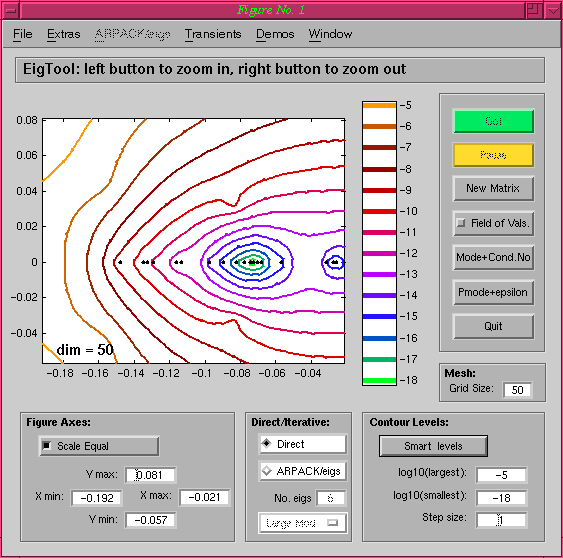 Figure No. 1
File Extras ARPACK/eigs Transients Demos Window
EigTool: left button to zoom in, right button to zoom out
0.08
0.06
0.04
0.02
0
−0.02
−0.04
dim = 50
−0.18 −0.16 −0.14 −0.12 −0.1 −0.08 −0.06 −0.04
−5
−6
−7
−8
−9
−10
−11
−12
−13
−14
−15
−16
−17
−18
Go!
Pause
New Matrix
Field of Vals.
Mode+Cond.No
Pmode+epsilon
Quit
Mesh:
Grid Size: 50
Figure Axes:
Scale Equal
Y max: 0.081
X min: -0.192 X max: -0.021
Y min: -0.057
Direct/Iterative:
Direct
ARPACK/eigs
No. eigs 6
Large Mod
Contour Levels:
Smart levels
log10(largest): -5
log10(smallest): -18
Step size: 1